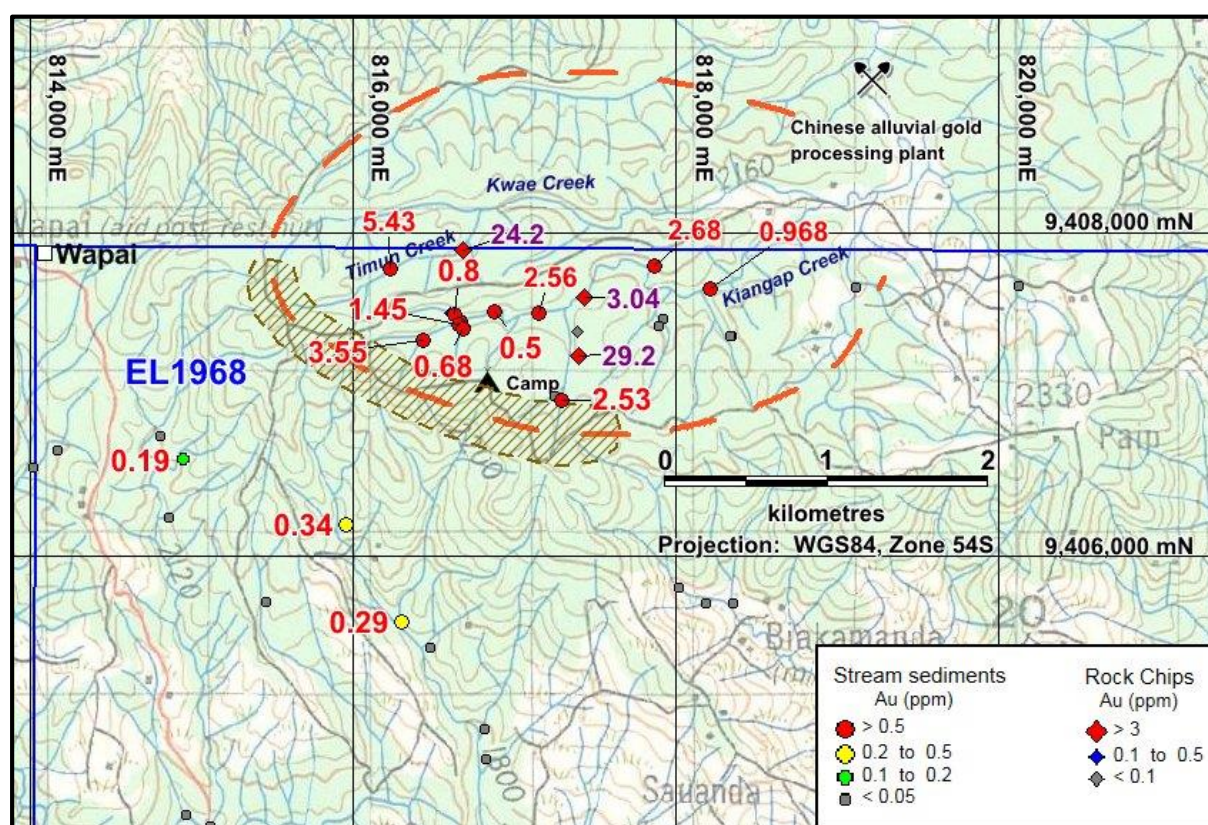 814,000 mE
816,000 mE
818,000 mE
820,000 mE
Chinese alluvial gold
processing plant
2160
Kwae Creek
Wapai (aid post, rest hut)
5.43
24.2
2.68
0.968
9,408,000 mN
Wapai
Timun Creek
0.8
2.56
Kiangap Creek
1.45
3.04
3.55
0.68
0.5
29.2
EL1968
Camp
2.53
2330
Paip
0.19
0 1 2
kilometres
0.34
Projection: WGS84, Zone 54S
9,406,000 mN
2120
20
0.29
Biakamanda
1800
Sauanda
Stream sediments
Au (ppm)
> 0.5
0.2 to 0.5
0.1 to 0.2
< 0.05
Rock Chips
Au (ppm)
> 3
0.1 to 0.5
< 0.1